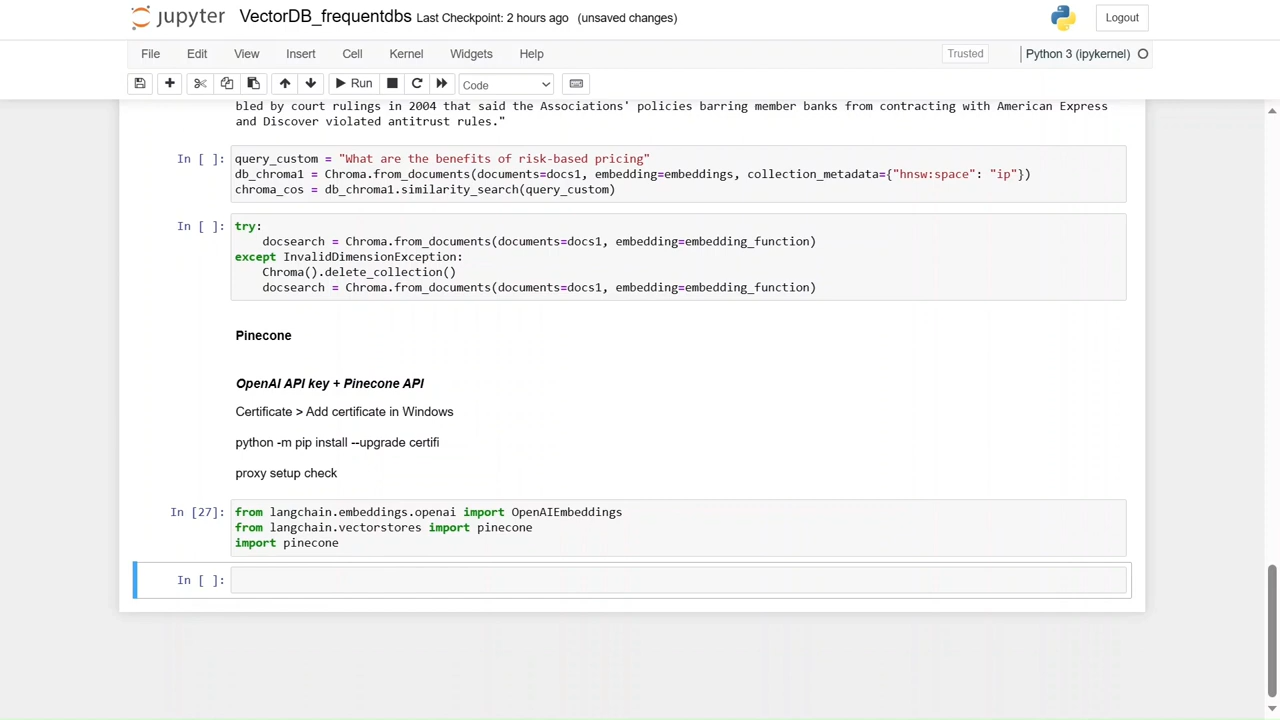 jupyter VectorDB_frequentdbs Last Checkpoint: 2 hours ago (unsaved changes) Logout
File Edit View Insert Cell Kernel Widgets Help Trusted Python 3 (ipykernel)
Run Code
bled by court rulings in 2004 that said the Associations' policies barring member banks from contracting with American Express
and Discover violated antitrust rules."
In [ ]: query_custom = "What are the benefits of risk-based pricing"
db_chroma1 = Chroma.from_documents(documents=docs1, embedding=embeddings, collection_metadata={"hnsw:space": "ip"})
chroma_cos = db_chroma1.similarity_search(query_custom)
In [ ]: try:
docsearch = Chroma.from_documents(documents=docs1, embedding=embedding_function)
except InvalidDimensionException:
Chroma().delete_collection()
docsearch = Chroma.from_documents(documents=docs1, embedding=embedding_function)
Pinecone
OpenAI API key + Pinecone API
Certificate > Add certificate in Windows
python -m pip install --upgrade certifi
proxy setup check
In [27]: from langchain.embeddings.openai import OpenAIEmbeddings
from langchain.vectorstores import pinecone
import pinecone
In [ ]: